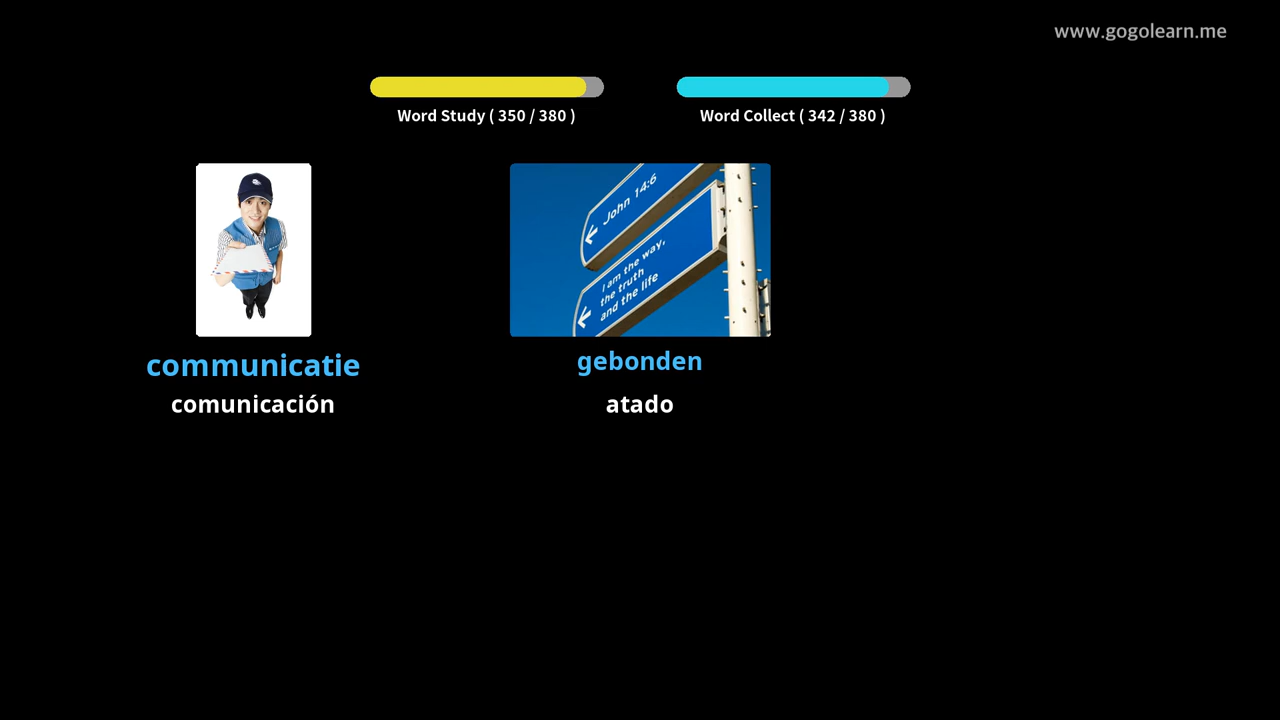 www.gogolearn.me
Word Study ( 350 / 380 )
Word Collect ( 342 / 380 )
John 14:6
I am the way,
the truth
and the life
communicatie
gebonden
comunicación
atado